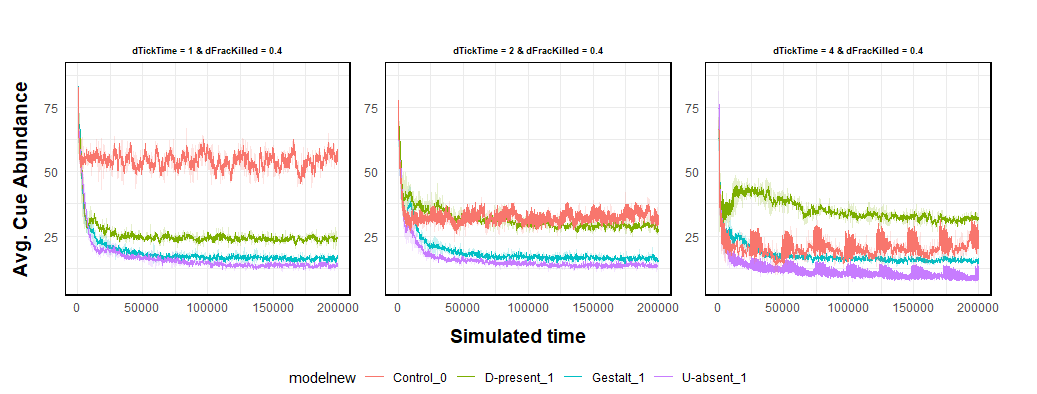 dTickTime = 1 & dFracKilled = 0.4
dTickTime = 2 & dFracKilled = 0.4
dTickTime = 4 & dFracKilled = 0.4
Avg. Cue Abundance
75
50
25
75
50
25
75
50
25
0 50000 100000 150000 200000
0 50000 100000 150000 200000
0 50000 100000 150000 200000
Simulated time
modelnew Control_0 D-present_1 Gestalt_1 U-absent_1